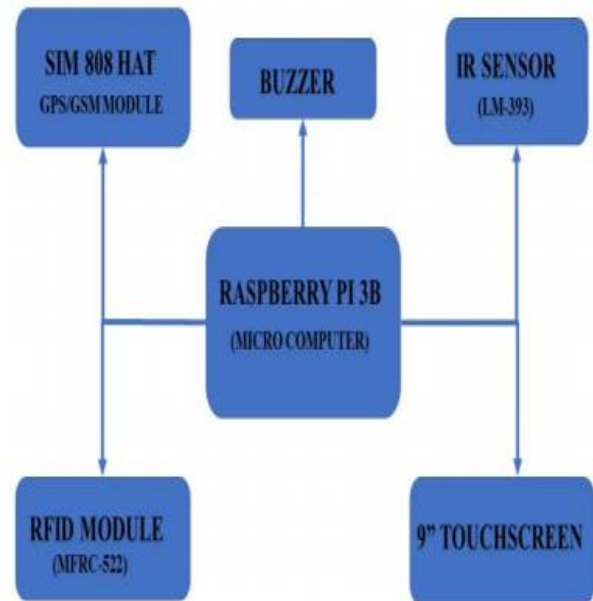 SIM 808 HAT
GPS/GSM MODULE
BUZZER
IR SENSOR
(LM-393)
RASPBERRY PI 3B
(MICRO COMPUTER)
RFID MODULE
(MFRC-522)
9” TOUCHSCREEN